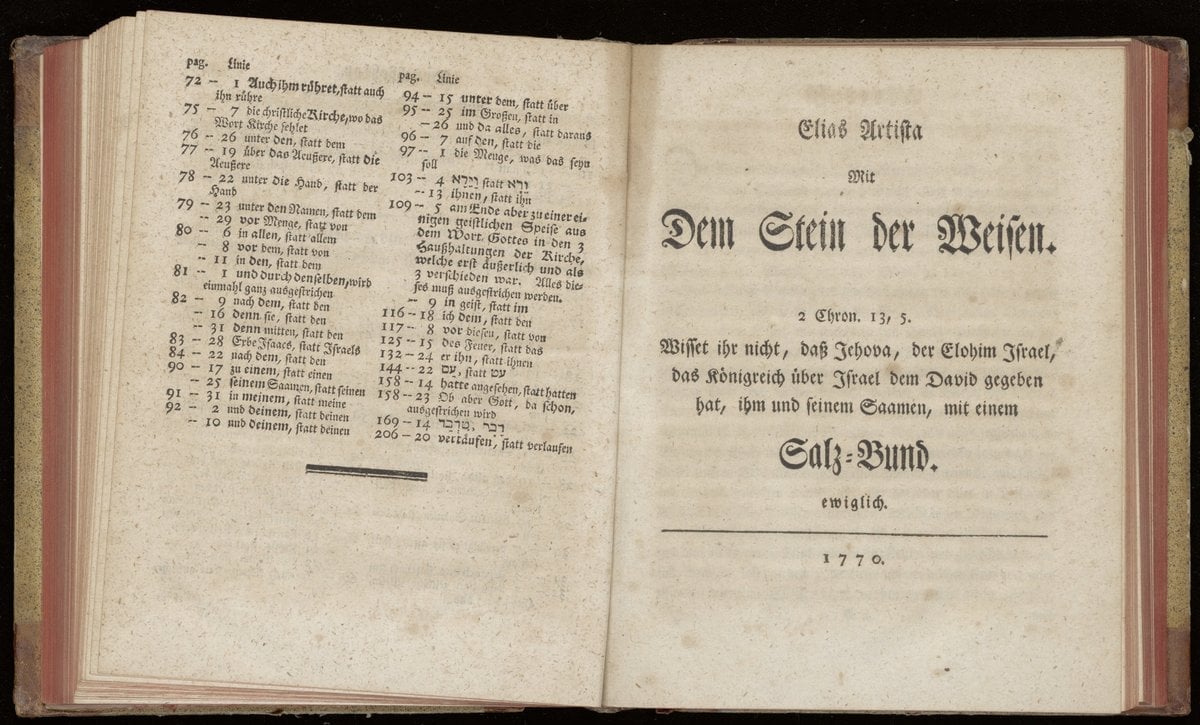 pag. Linie
72 -- 1 Auch ihm rühret, statt auch
ihn rühre
75 -- 7 die christliche Kirche, wo das
Wort Kirche fehlet
76 -- 26 unter den, statt dem
77 -- 19 über das Aeußere, statt die
Aeußere
78 -- 22 unter die Hand, statt der
Hand
79 -- 23 unter den Namen, statt dem
-- 29 vor Menge, statt von
80 -- 6 in allen, statt allem
-- 8 vor dem, statt von
-- 11 in den, statt dem
81 -- 1 und durch denselben, wird
einmahl ganz ausgestrichen
82 -- 9 nach dem, statt den
-- 16 denn sie, statt den
-- 31 denn mitten, statt den
83 -- 28 Erbe Isaacs, statt Israels
84 -- 22 nach dem, statt den
90 -- 17 zu einem, statt einen
-- 25 seinem Saamen, statt seinen
91 -- 31 in meinem, statt meine
92 -- 2 und deinem, statt deinen
-- 10 und deinem, statt deinen
pag. Linie
94 -- 15 unter dem, statt über
95 -- 25 im Großen, statt in
-- 26 und da alles, statt daraus
96 -- 7 auf den, statt die
97 -- 1 die Menge, was das seyn
soll
103 -- 4 statt
-- 13 ihnen, statt ihn
109 -- 5 am Ende aber zu einer ei-
nigen geistlichen Speise aus
dem Wort Gottes in den 3
Haußhaltungen der Kirche,
welche erst äußerlich und als
3 verschieden war. Alles die-
ses muß ausgestrichen werden.
-- 9 in geist, statt im
116 -- 18 ich dem, statt den
117 -- 8 vor diesen, statt von
125 -- 15 des Feuer, statt das
132 -- 24 er ihn, statt ihnen
144 -- 22 עם, statt עש
158 -- 14 hatte angesehen, statt hatten
158 -- 23 Ob aber Gott, da schon,
ausgestrichen wird
169 -- 14
206 -- 20 vertäufen, statt verlaufen
Elias Artista
Mit
Dem Stein der Weisen.
2 Chron. 13, 5.
Wisset ihr nicht, daß Jehova, der Elohim Israel,
das Königreich über Israel dem David gegeben
hat, ihm und seinem Saamen, mit einem
Salz=Bund.
ewiglich.
1770.